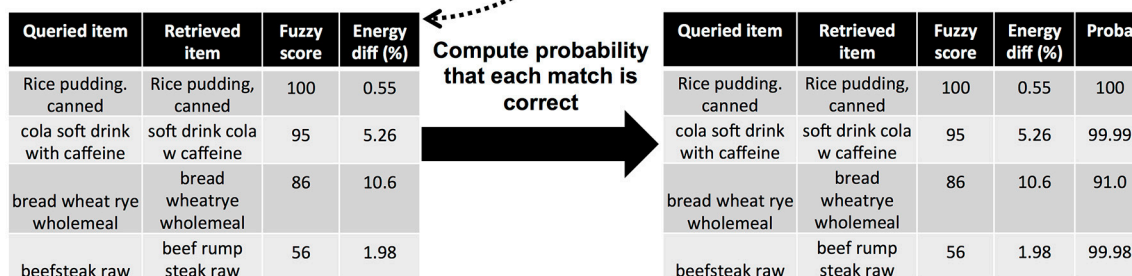 Queried item Retrieved item Fuzzy score Energy diff (%)
Rice pudding. canned Rice pudding, canned 100 0.55
cola soft drink with caffeine soft drink cola w caffeine 95 5.26
bread wheat rye wholemeal bread wheatrye wholemeal 86 10.6
beefsteak raw beef rump steak raw 56 1.98
Compute probability
that each match is
correct
Queried item Retrieved item Fuzzy score Energy diff (%) Proba
Rice pudding. canned Rice pudding, canned 100 0.55 100
cola soft drink with caffeine soft drink cola w caffeine 95 5.26 99.99
bread wheat rye wholemeal bread wheatrye wholemeal 86 10.6 91.0
beefsteak raw beef rump steak raw 56 1.98 99.98